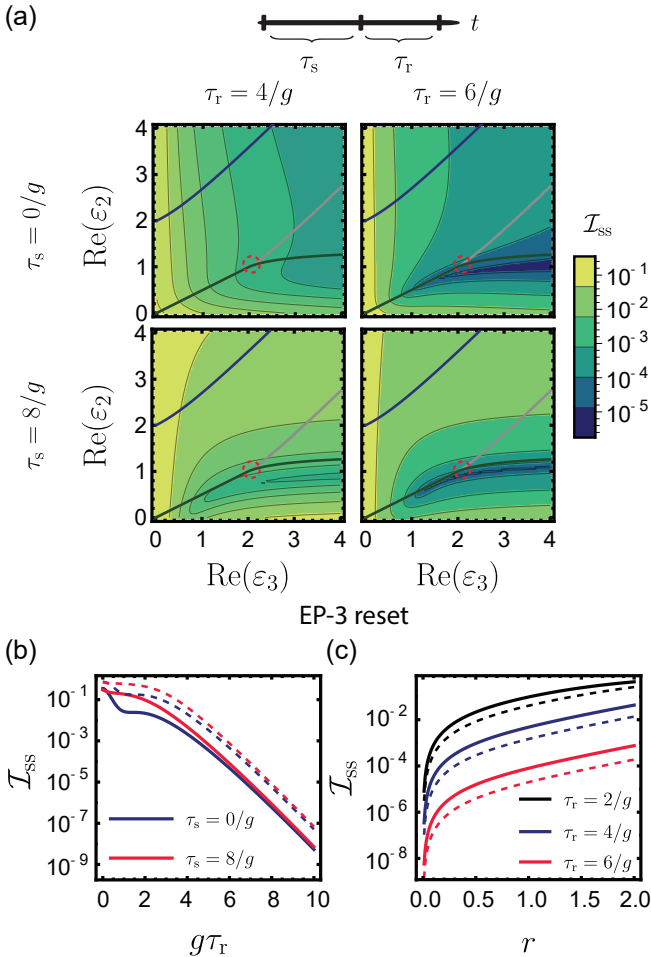 (a)
t
τs τr
τr = 4/g τr = 6/g
τs = 0/g
Re(ε2)
4
3
2
1
0
τs = 8/g
Re(ε2)
4
3
2
1
0
0 1 2 3 4 0 1 2 3 4
Re(ε3) Re(ε3)
Iss
10^-1
10^-2
10^-3
10^-4
10^-5
EP-3 reset
(b)
Iss
10^-1
10^-3
10^-5
10^-7
10^-9
τs = 0/g
τs = 8/g
0 2 4 6 8 10
gτr
(c)
Iss
10^-2
10^-4
10^-6
10^-8
τr = 2/g
τr = 4/g
τr = 6/g
0.0 0.5 1.0 1.5 2.0
r